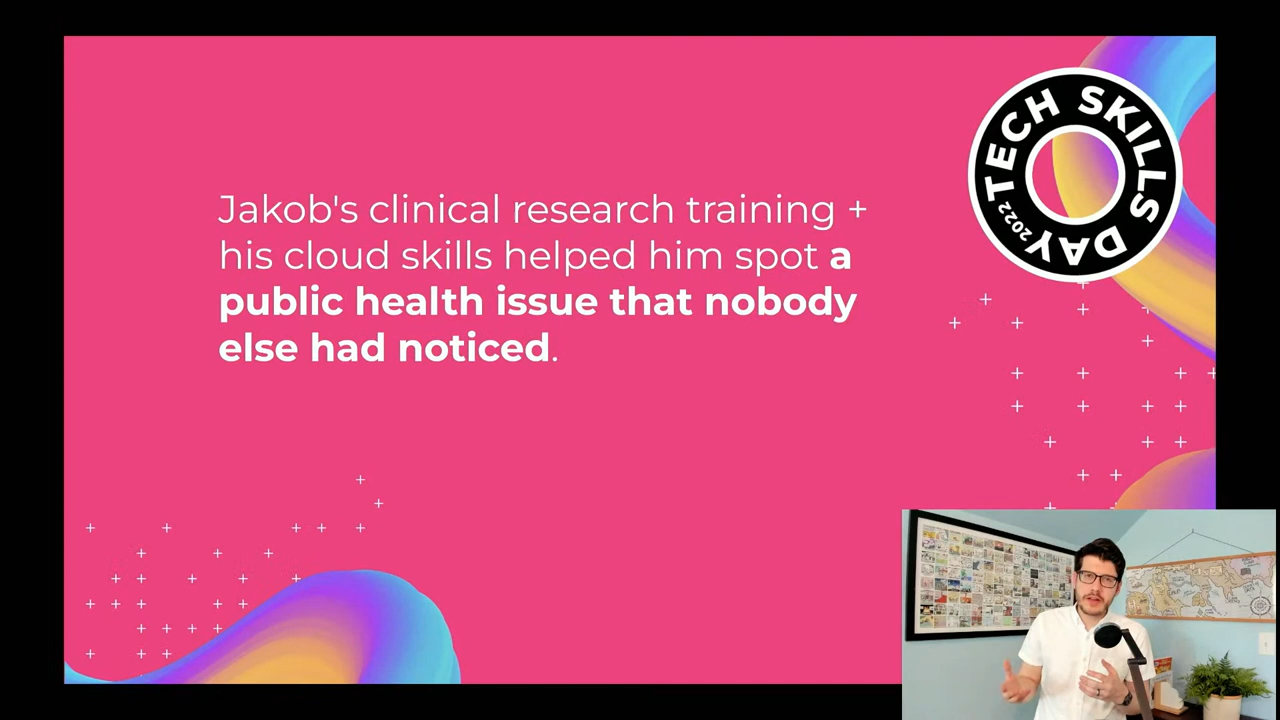 Jakob's clinical research training +
his cloud skills helped him spot a
public health issue that nobody
else had noticed.
TECH SKILLS DAY 2022